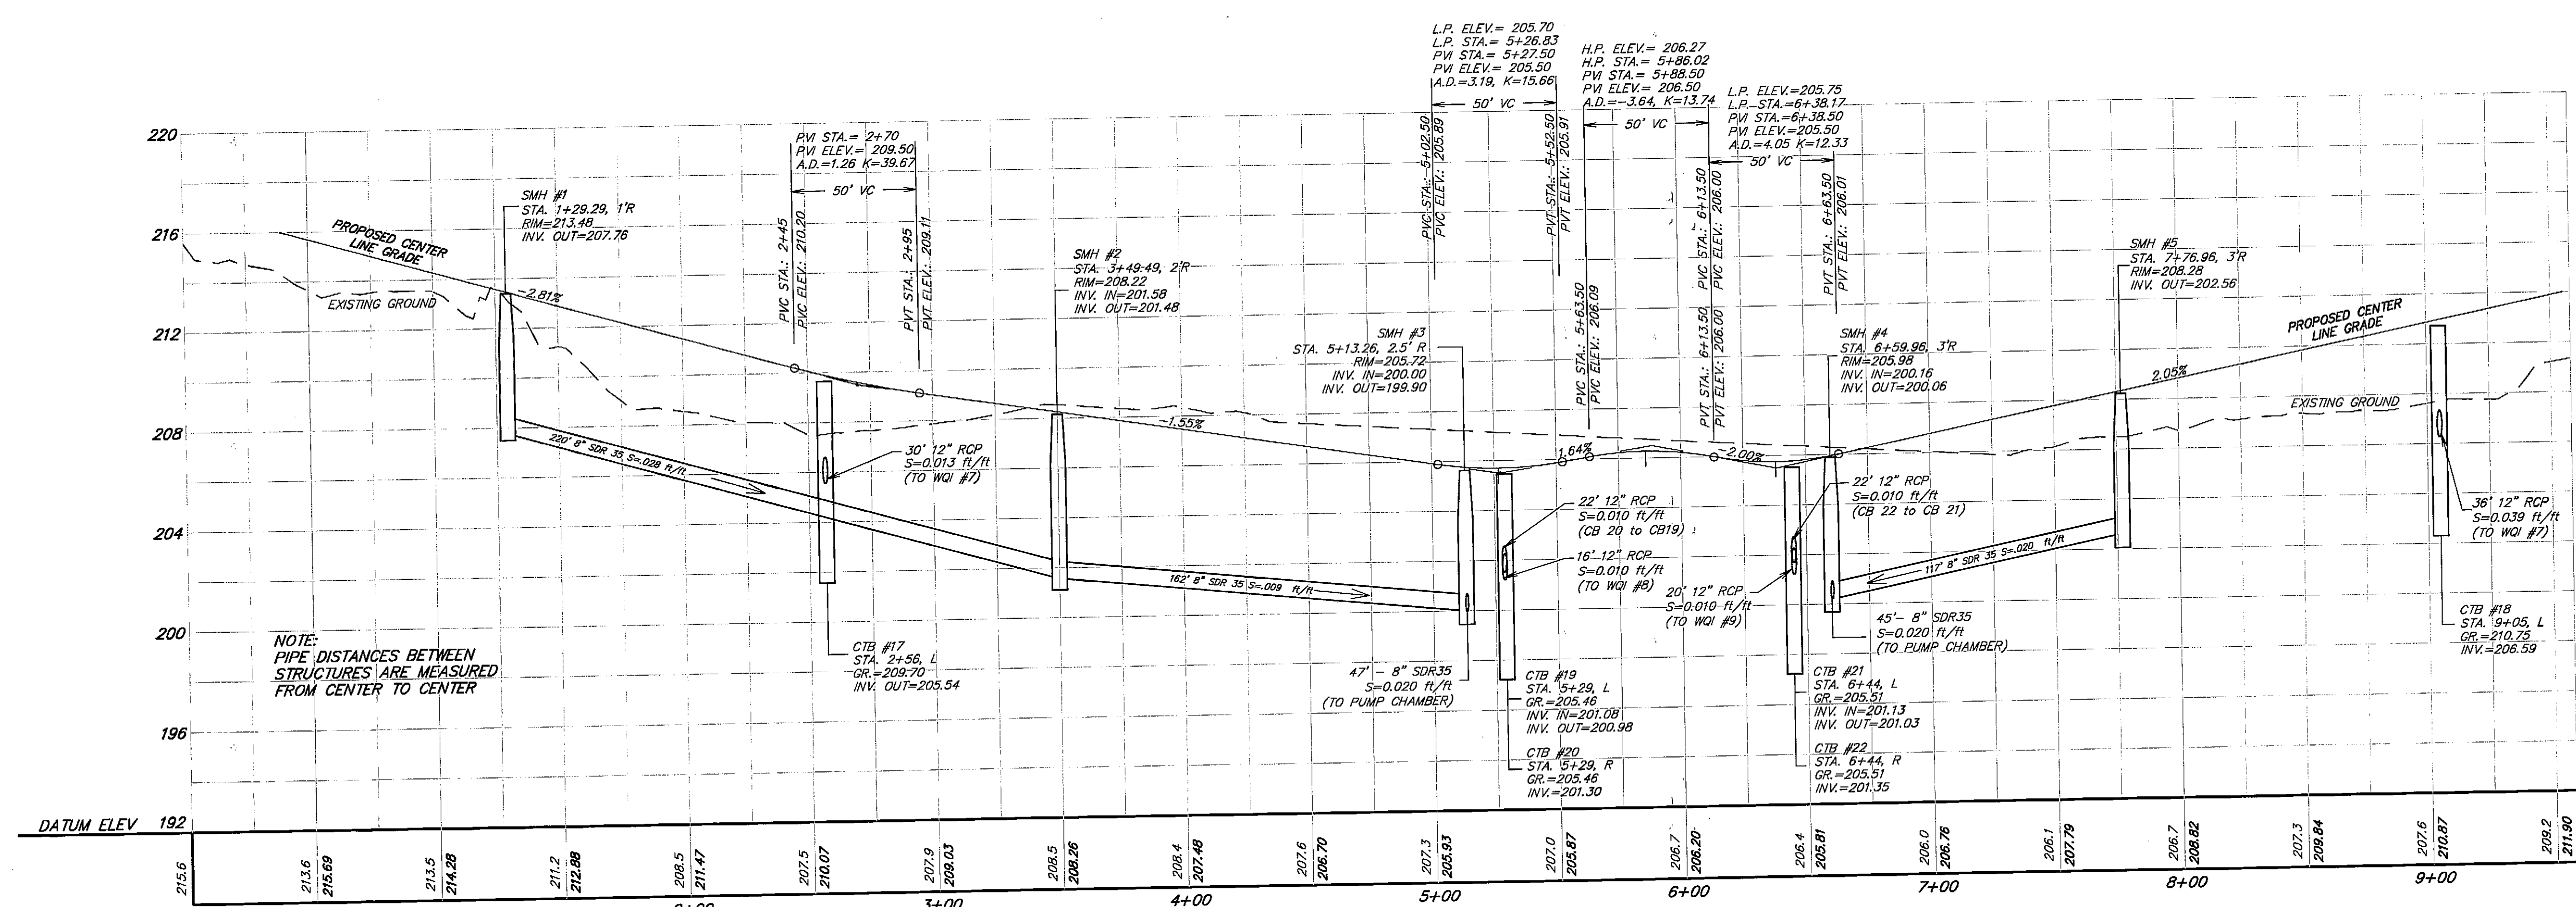 L.P. ELEV.= 205.70
L.P. STA.= 5+26.83
PVI STA.= 5+27.50
PVI ELEV.= 205.50
A.D.=3.19, K=15.66
50' VC
H.P. ELEV.= 206.27
H.P. STA.= 5+86.02
PVI STA.= 5+88.50
PVI ELEV.= 206.50
A.D.=-3.64, K=13.74
50' VC
L.P. ELEV.=205.75
L.P. STA.=6+38.17
PVI STA.=6+38.50
PVI ELEV.=205.50
A.D.=4.05 K=12.33
50' VC
PVI STA.= 2+70
PVI ELEV.= 209.50
A.D.=1.26 K=39.67
50' VC
PVC STA.: 2+45
PVC ELEV.: 210.20
PVT STA.: 2+95
PVT ELEV.: 209.11
PVC STA.: 5+02.50
PVC ELEV.: 205.89
PVT STA.: 5+52.50
PVT ELEV.: 205.91
PVC STA.: 5+63.50
PVC ELEV.: 206.09
PVT STA.: 6+13.50 PVC STA.: 6+13.50
PVT ELEV.: 206.00 PVC ELEV.: 206.00
PVT STA.: 6+63.50
PVT ELEV.: 206.01
220
216
212
208
204
200
196
DATUM ELEV 192
PROPOSED CENTER
LINE GRADE
EXISTING GROUND
SMH #1
STA. 1+29.29, 1'R
RIM=213.48
INV. OUT=207.76
-2.81%
SMH #2
STA. 3+49.49, 2'R
RIM=208.22
INV. IN=201.58
INV. OUT=201.48
-1.55%
SMH #3
STA. 5+13.26, 2.5' R
RIM=205.72
INV. IN=200.00
INV. OUT=199.90
1.64%
-2.00%
SMH #4
STA. 6+59.96, 3'R
RIM=205.98
INV. IN=200.16
INV. OUT=200.06
SMH #5
STA. 7+76.96, 3'R
RIM=208.28
INV. OUT=202.56
2.05%
PROPOSED CENTER
LINE GRADE
EXISTING GROUND
220' 8" SDR 35, S=.028 ft/ft
30' 12" RCP
S=0.013 ft/ft
(TO WQI #7)
162' 8" SDR 35 S=.009 ft/ft
22' 12" RCP
S=0.010 ft/ft
(CB 20 to CB19)
16' 12" RCP
S=0.010 ft/ft
(TO WQI #8)
22' 12" RCP
S=0.010 ft/ft
(CB 22 to CB 21)
20' 12" RCP
S=0.010 ft/ft
(TO WQI #9)
117' 8" SDR 35 S=.020 ft/ft
36' 12" RCP
S=0.039 ft/ft
(TO WQI #7)
NOTE:
PIPE DISTANCES BETWEEN
STRUCTURES ARE MEASURED
FROM CENTER TO CENTER
CTB #17
STA. 2+56, L
GR.=209.70
INV. OUT=205.54
47' - 8" SDR35
S=0.020 ft/ft
(TO PUMP CHAMBER)
CTB #19
STA. 5+29, L
GR.=205.46
INV. IN=201.08
INV. OUT=200.98
CTB #20
STA. 5+29, R
GR.=205.46
INV.=201.30
45'- 8" SDR35
S=0.020 ft/ft
(TO PUMP CHAMBER)
CTB #21
STA. 6+44, L
GR.=205.51
INV. IN=201.13
INV. OUT=201.03
CTB #22
STA. 6+44, R
GR.=205.51
INV.=201.35
CTB #18
STA. 9+05, L
GR.=210.75
INV.=206.59
215.6
213.6 215.69
213.5 214.28
211.2 212.88
208.5 211.47
207.5 210.07
207.9 209.03
208.5 208.26
208.4 207.48
207.6 206.70
207.3 205.93
207.0 205.87
206.7 206.20
206.4 205.81
206.0 206.76
206.1 207.79
206.7 208.82
207.3 209.84
207.6 210.87
209.2 211.90
3+00
4+00
5+00
6+00
7+00
8+00
9+00